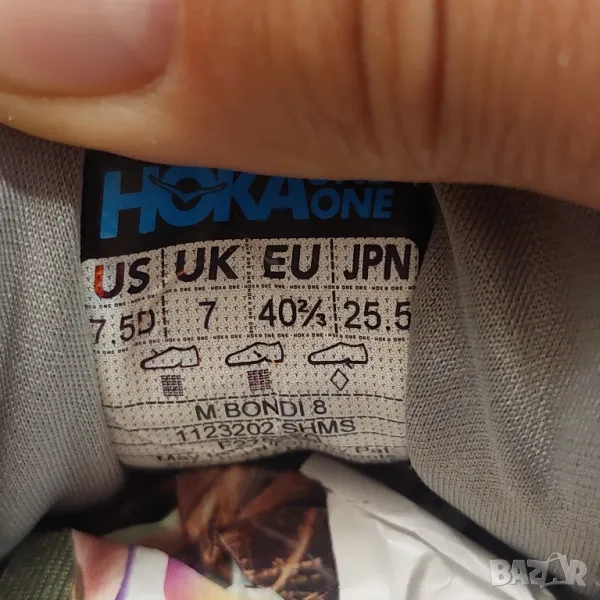 HOKA ONE ONE
US UK EU JPN
7.5D 7 40⅔ 25.5
M BONDI 8
1123202 SHMS
BAZAR